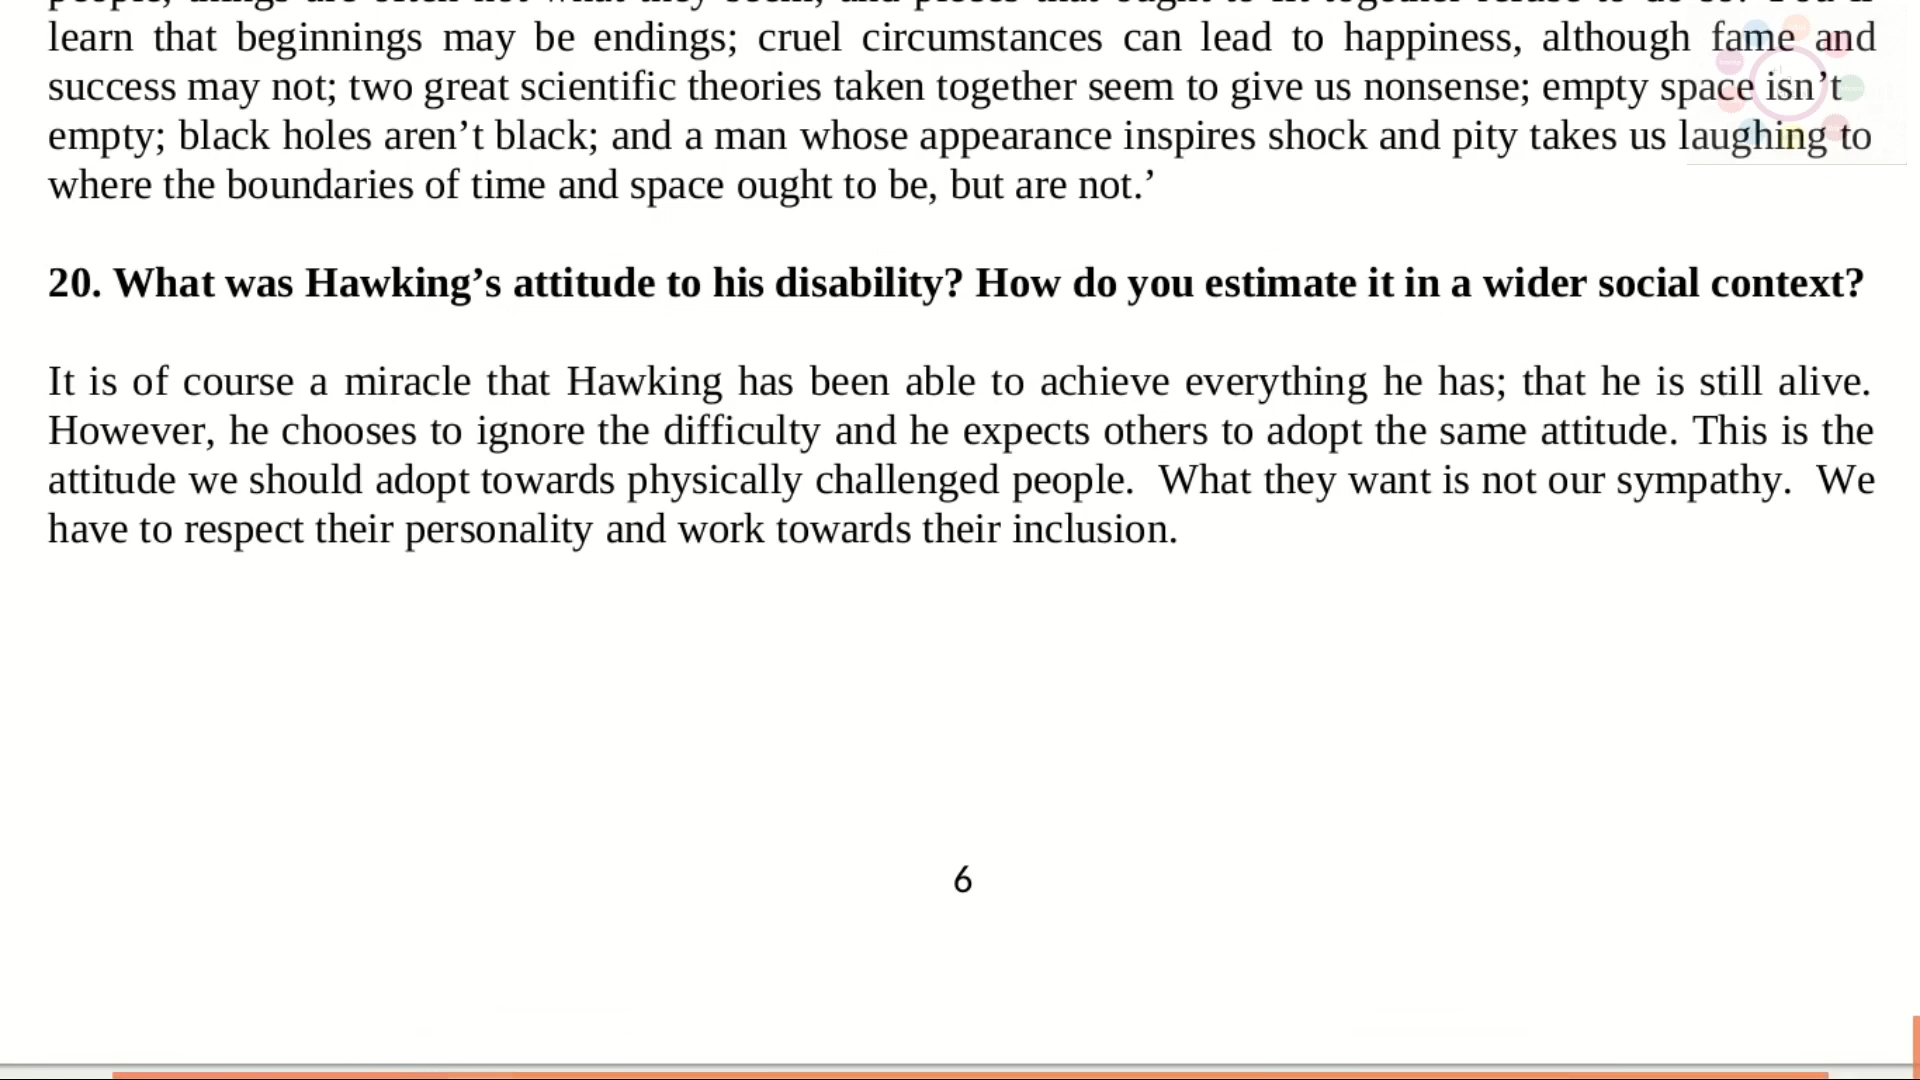 learn that beginnings may be endings; cruel circumstances can lead to happiness, although fame and
success may not; two great scientific theories taken together seem to give us nonsense; empty space isn’t
empty; black holes aren’t black; and a man whose appearance inspires shock and pity takes us laughing to
where the boundaries of time and space ought to be, but are not.’
20. What was Hawking’s attitude to his disability? How do you estimate it in a wider social context?
It is of course a miracle that Hawking has been able to achieve everything he has; that he is still alive.
However, he chooses to ignore the difficulty and he expects others to adopt the same attitude. This is the
attitude we should adopt towards physically challenged people. What they want is not our sympathy. We
have to respect their personality and work towards their inclusion.
6